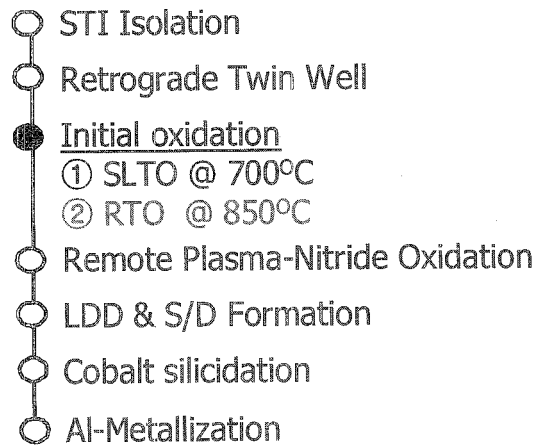 STI Isolation
Retrograde Twin Well
Initial oxidation
① SLTO @ 700°C
② RTO @ 850°C
Remote Plasma-Nitride Oxidation
LDD & S/D Formation
Cobalt silicidation
Al-Metallization